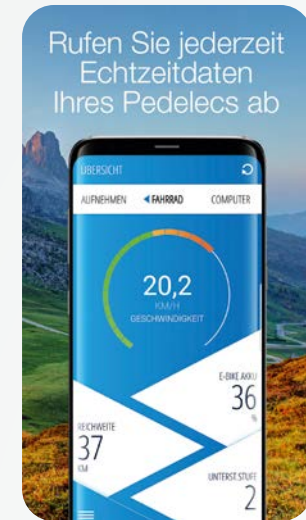 Rufen Sie jederzeit
Echtzeitdaten
Ihres Pedelecs ab
ÜBERSICHT
AUFNEHMEN FAHRRAD COMPUTER
20,2
KM/H
GESCHWINDIGKEIT
E-BIKE AKKU
36
%
REICHWEITE
37
KM
UNTERST.STUFE
2